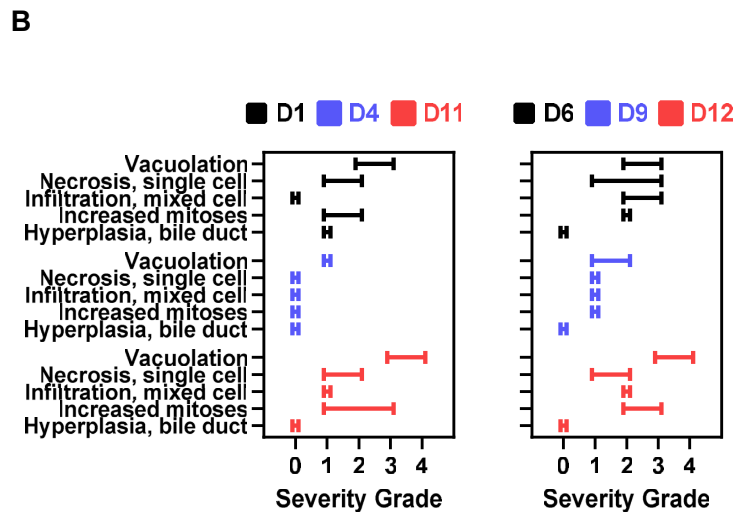 B
D1 D4 D11 D6 D9 D12
Vacuolation
Necrosis, single cell
Infiltration, mixed cell
Increased mitoses
Hyperplasia, bile duct
Vacuolation
Necrosis, single cell
Infiltration, mixed cell
Increased mitoses
Hyperplasia, bile duct
Vacuolation
Necrosis, single cell
Infiltration, mixed cell
Increased mitoses
Hyperplasia, bile duct
0 1 2 3 4 0 1 2 3 4
Severity Grade Severity Grade